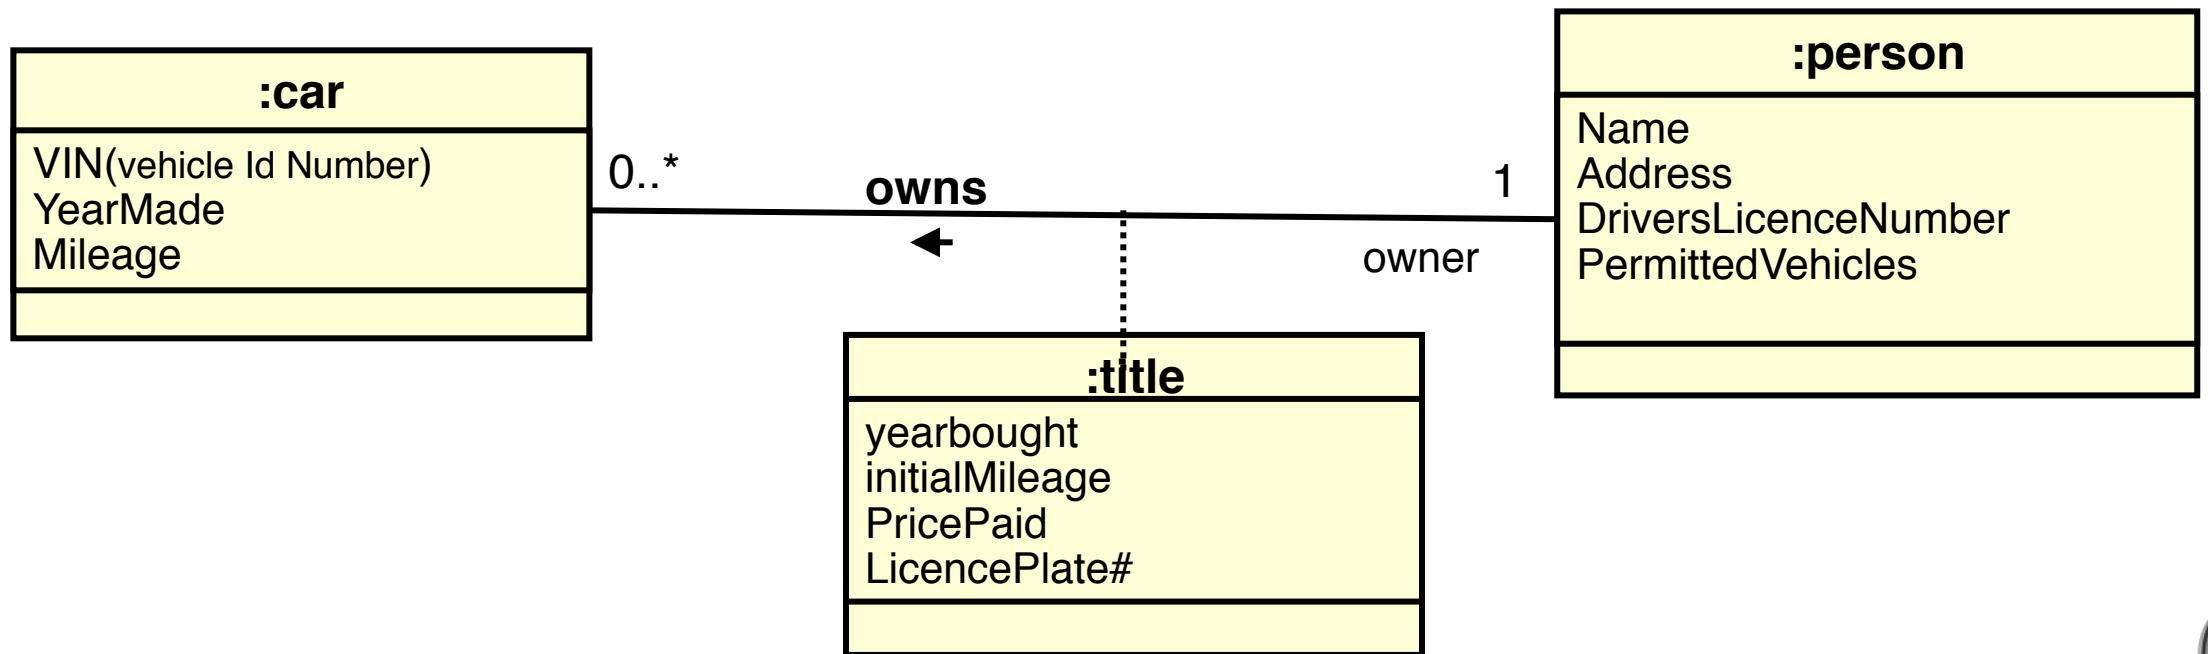 :car
VIN(vehicle Id Number)
YearMade
Mileage
0..*
owns
1
owner
:person
Name
Address
DriversLicenceNumber
PermittedVehicles
:title
yearbought
initialMileage
PricePaid
LicencePlate#